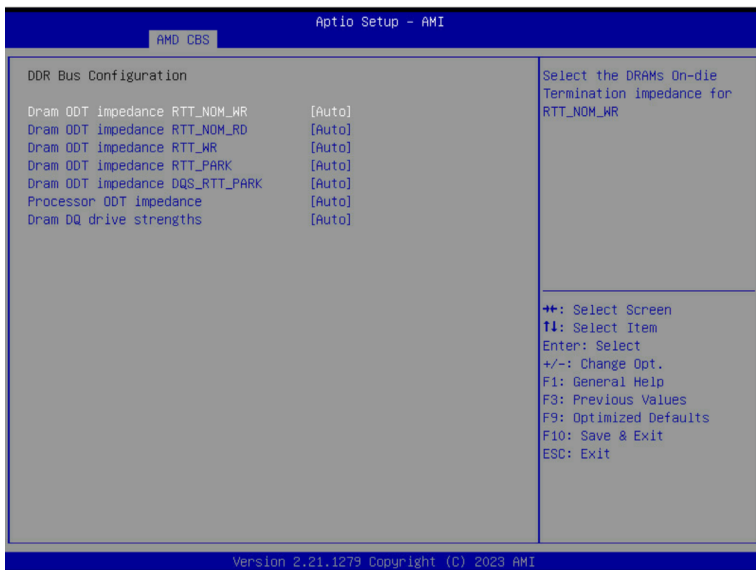 Aptio Setup - AMI
AMD CBS
DDR Bus Configuration
Dram ODT impedance RTT_NOM_WR [Auto]
Dram ODT impedance RTT_NOM_RD [Auto]
Dram ODT impedance RTT_WR [Auto]
Dram ODT impedance RTT_PARK [Auto]
Dram ODT impedance DQS_RTT_PARK [Auto]
Processor ODT impedance [Auto]
Dram DQ drive strengths [Auto]
Select the DRAMs On-die
Termination impedance for
RTT_NOM_WR
→←: Select Screen
↑↓: Select Item
Enter: Select
+/-: Change Opt.
F1: General Help
F3: Previous Values
F9: Optimized Defaults
F10: Save & Exit
ESC: Exit
Version 2.21.1279 Copyright (C) 2023 AMI